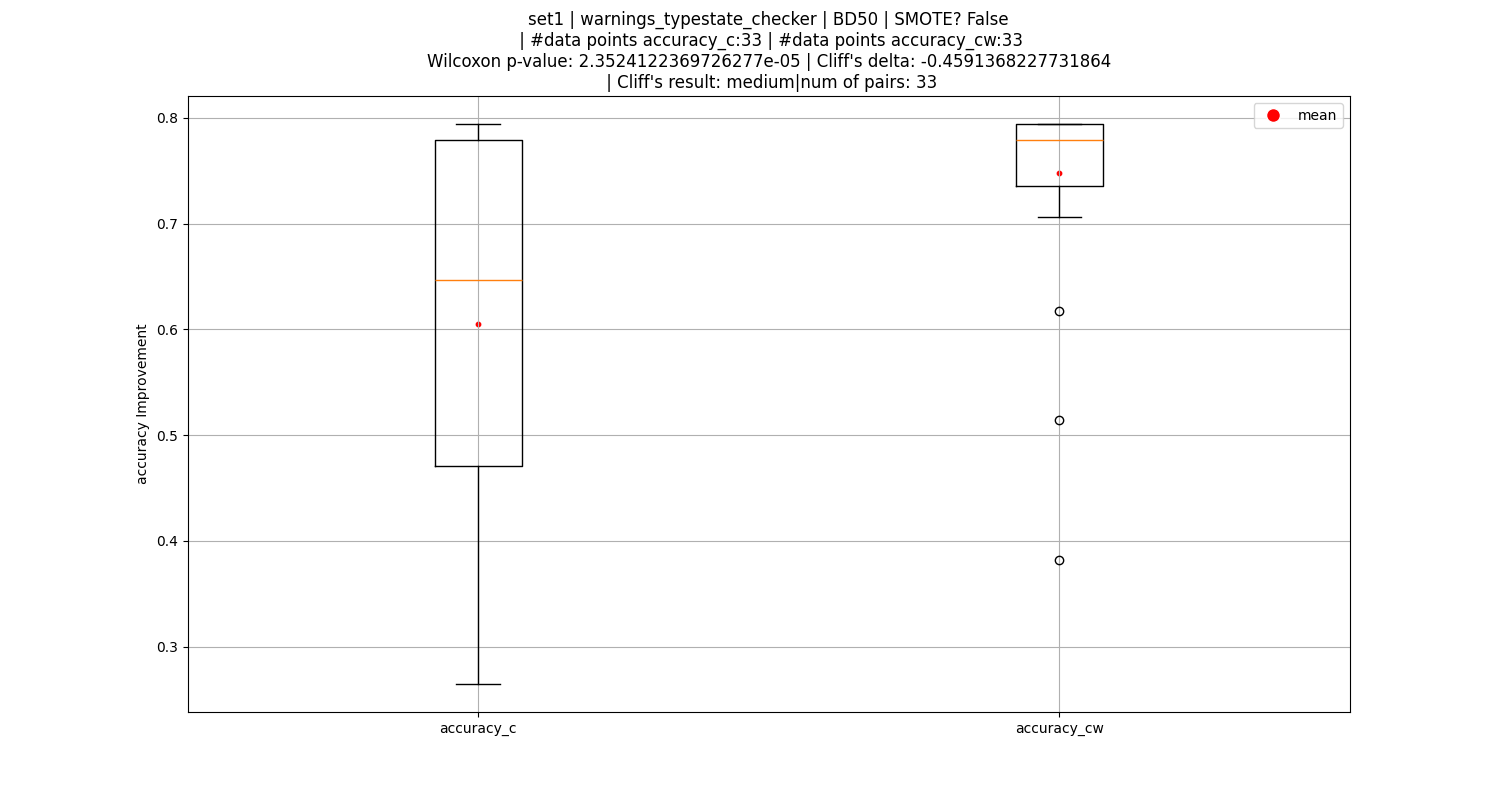 set1 | warnings_typestate_checker | BD50 | SMOTE? False
| #data points accuracy_c:33 | #data points accuracy_cw:33
Wilcoxon p-value: 2.3524122369726277e-05 | Cliff's delta: -0.4591368227731864
| Cliff's result: medium|num of pairs: 33
mean
0.8
0.7
0.6
0.5
0.4
0.3
accuracy Improvement
accuracy_c
accuracy_cw